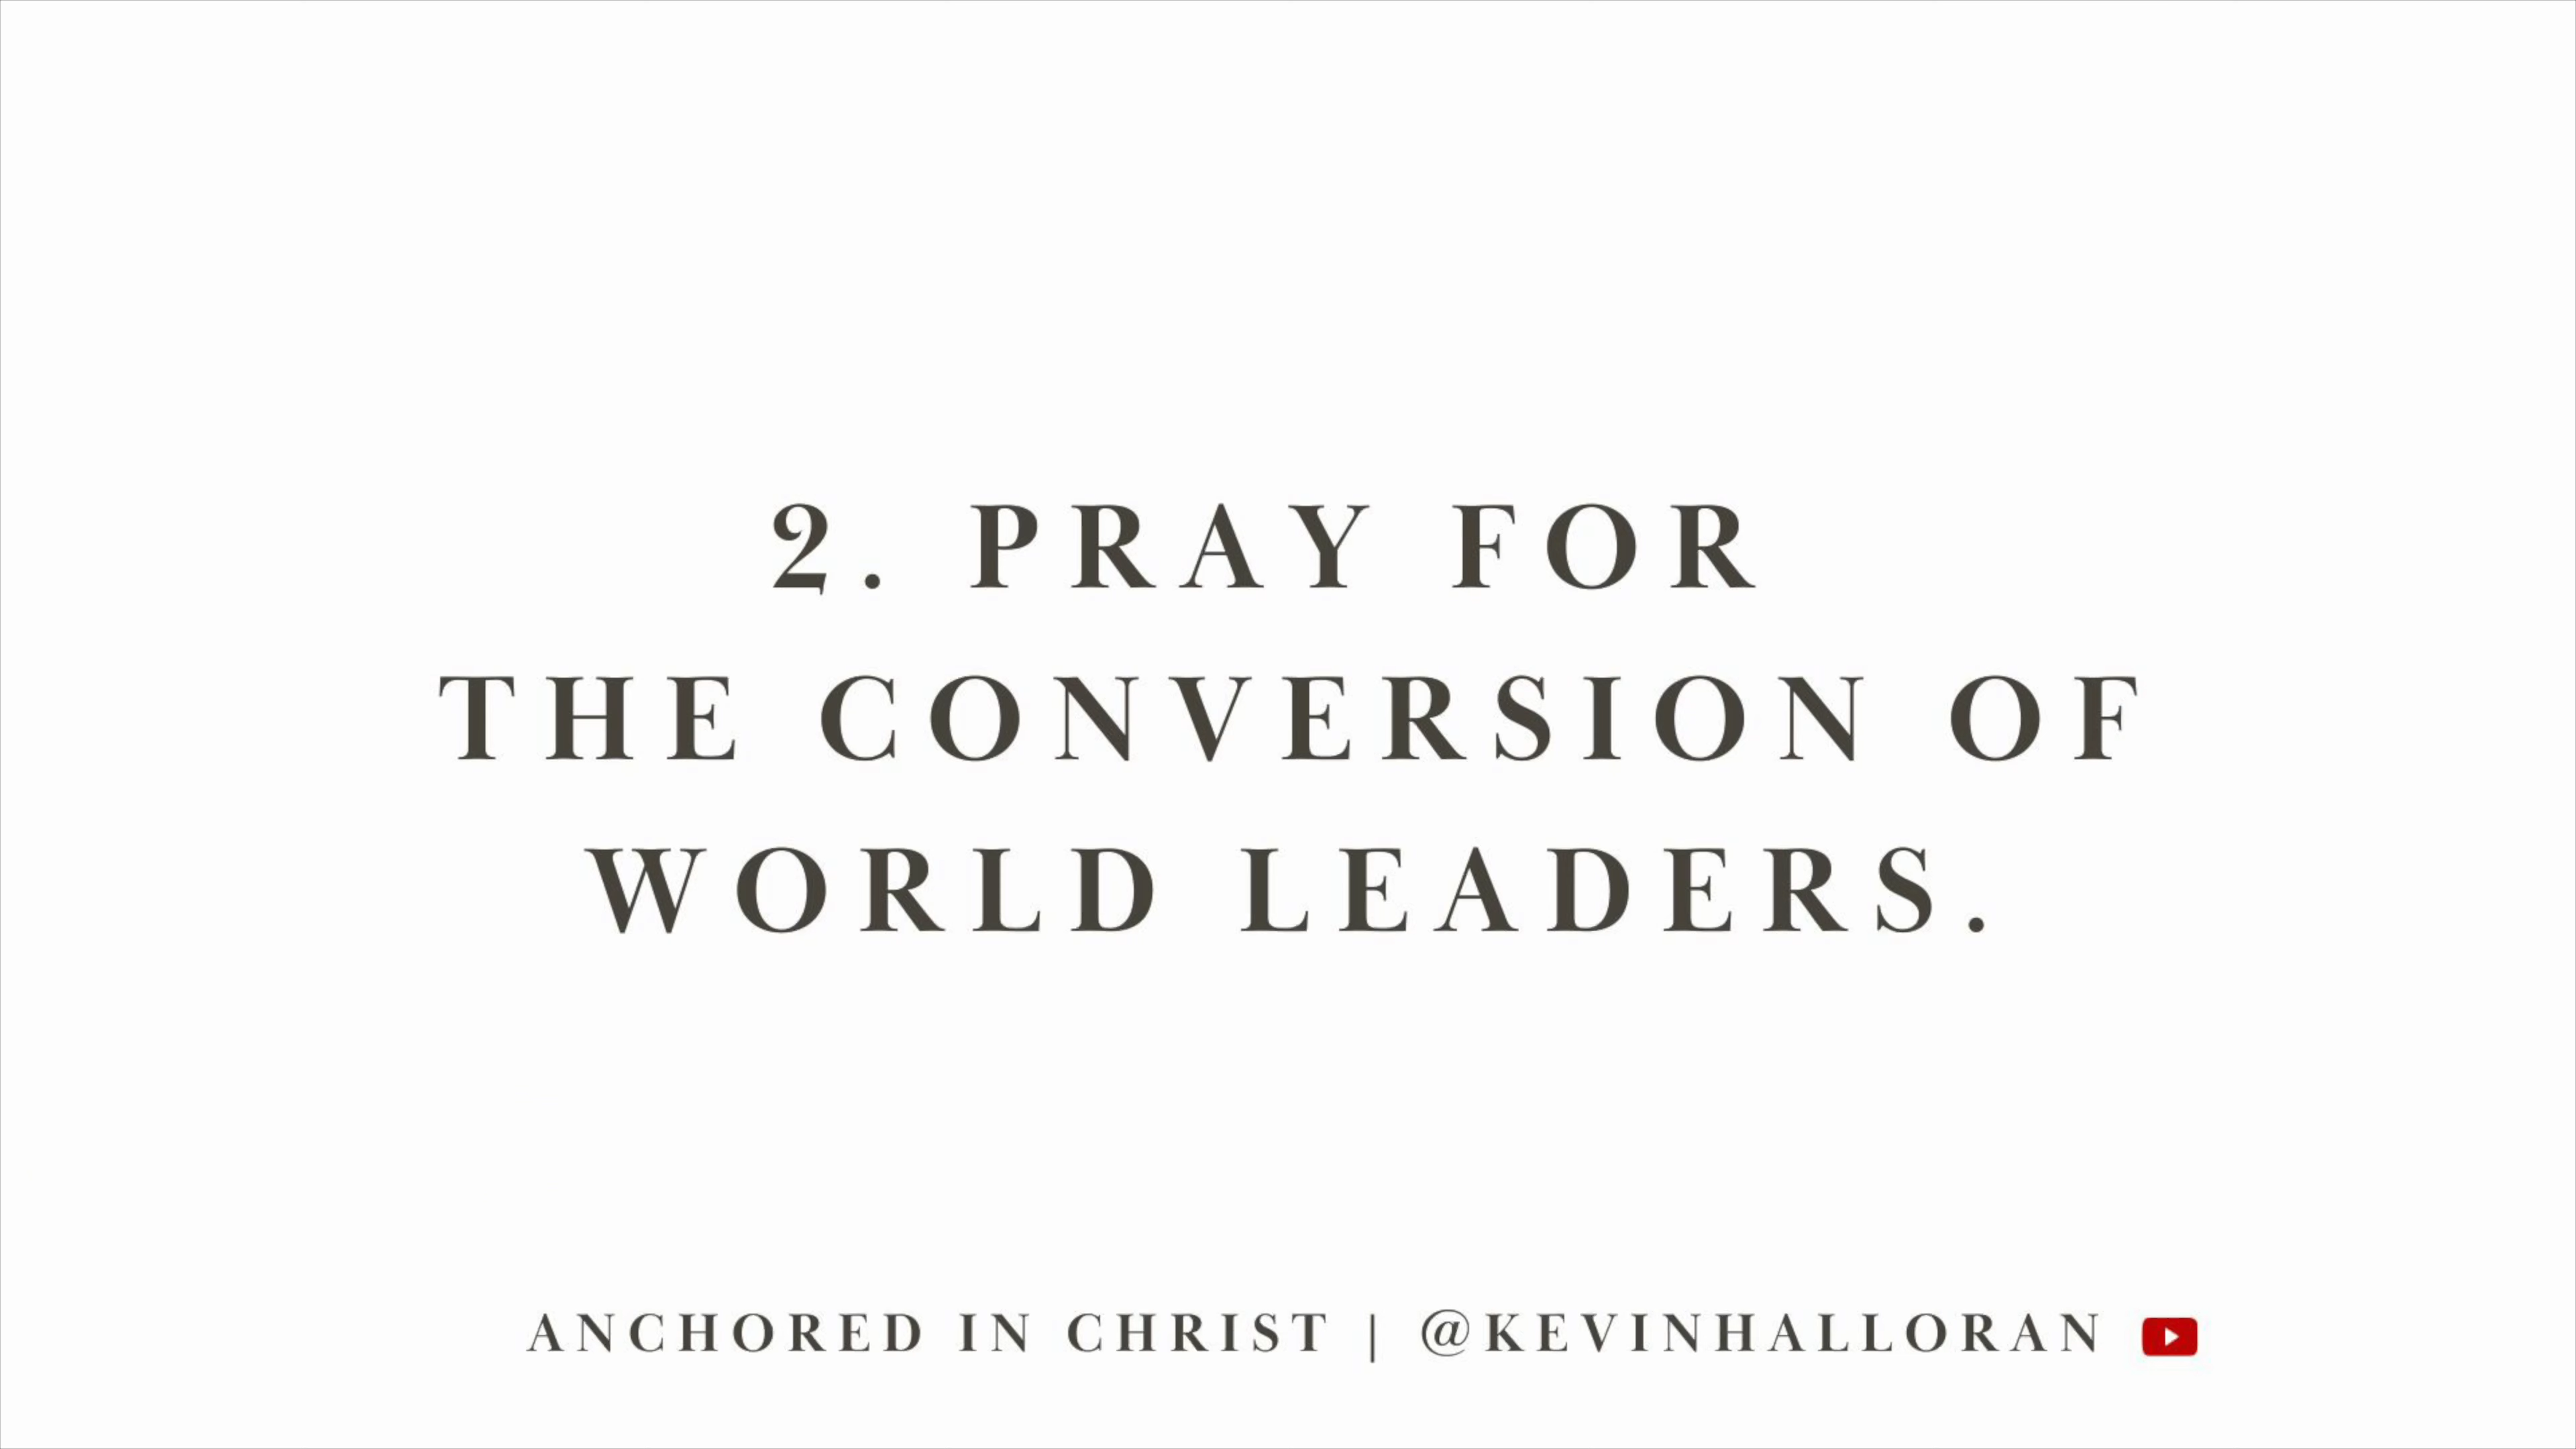 2. PRAY FOR
THE CONVERSION OF
WORLD LEADERS.
ANCHORED IN CHRIST | @KEVINHALLORAN